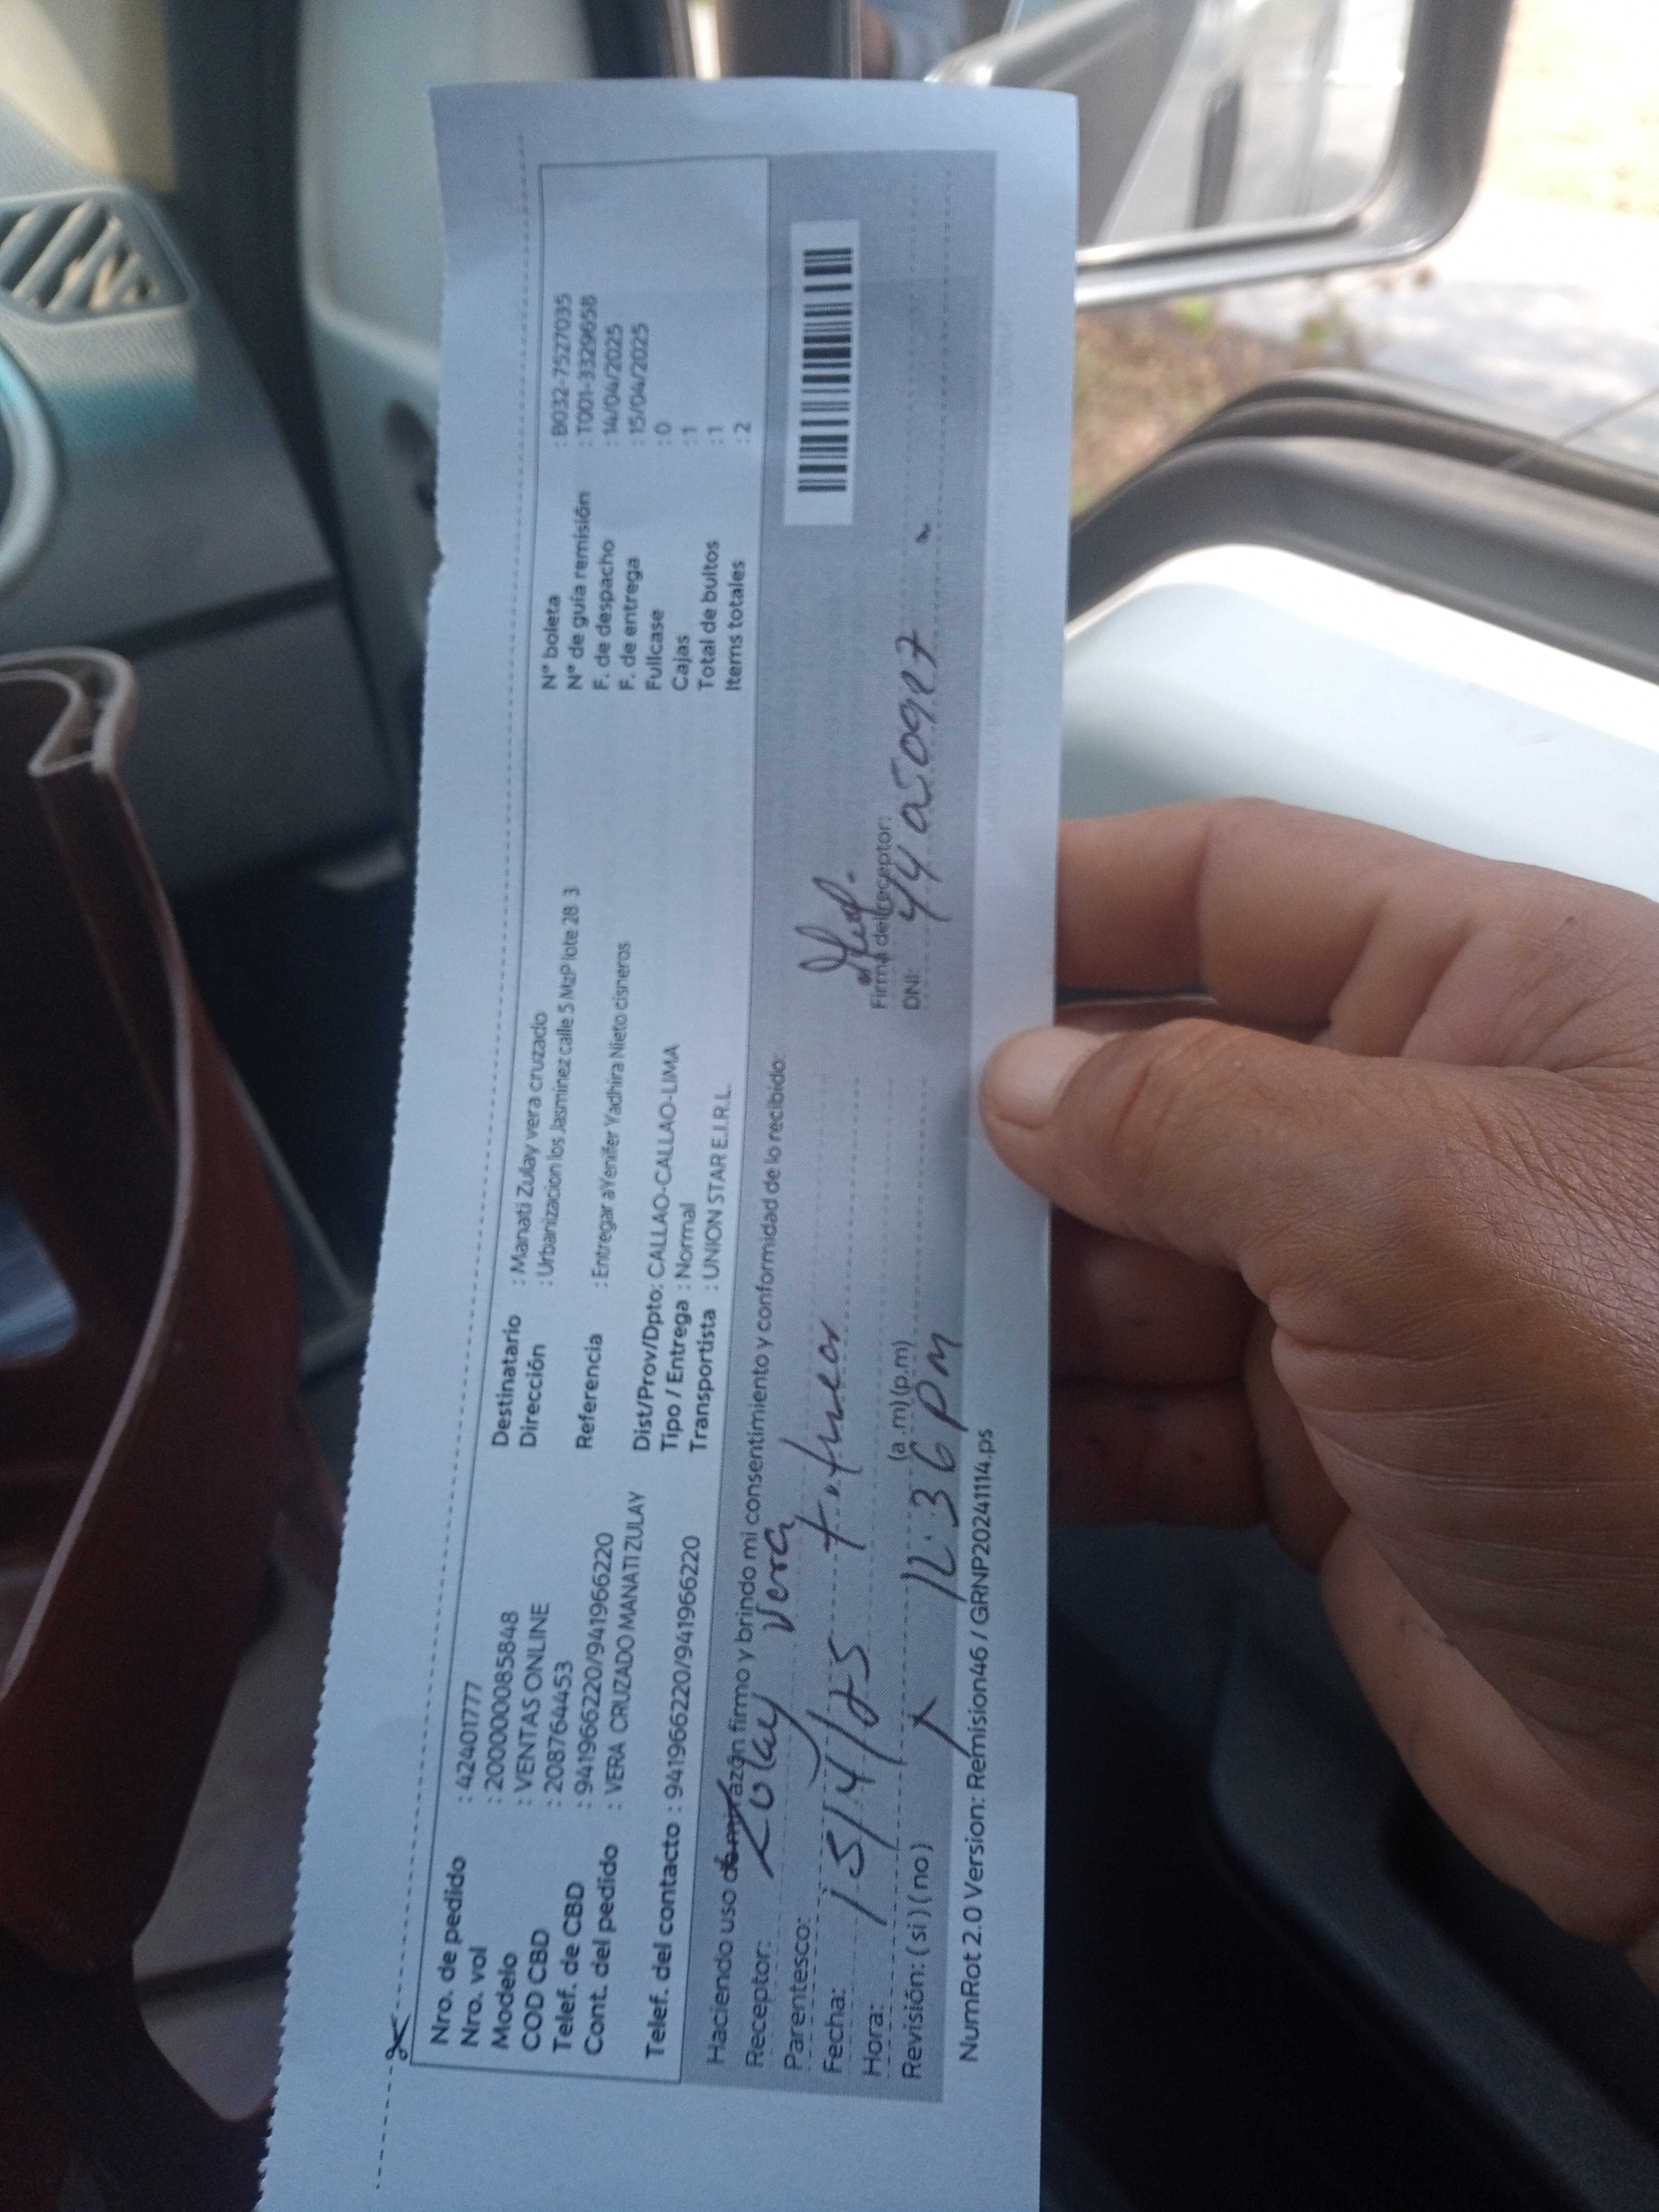 Nro. de pedido : 42401777
Nro. vol : 200000085848
Modelo : VENTAS ONLINE
COD CBD : 208764453
Telef. de CBD : 941966220/941966220
Cont. del pedido : VERA CRUZADO MANATI ZULAY
Telef. del contacto : 941966220/941966220
Destinatario : Manati Zulay vera cruzado
Dirección : Urbanizacion los Jasminez calle 5 MzP lote 28 3
Referencia : Entregar a Yenifer Yadhira Nieto cisneros
Dist/Prov/Dpto: CALLAO-CALLAO-LIMA
Tipo / Entrega : Normal
Transportista : UNION STAR E.I.R.L.
N° boleta : B032-7527035
N° de guía remisión : T001-3329658
F. de despacho : 14/04/2025
F. de entrega : 15/04/2025
Fullcase : 0
Cajas : 1
Total de bultos : 1
Items totales : 2
Haciendo uso de mi razón firmo y brindo mi consentimiento y conformidad de lo recibido:
Receptor: Zulay Vera
Parentesco:
Fecha: 15/4/25
Hora: 12:36 pm (a.m) (p.m)
Revisión: ( si ) ( no )
Firma del receptor:
DNI:
NumRot 2.0 Version: Remision46 / GRNP20241114.ps